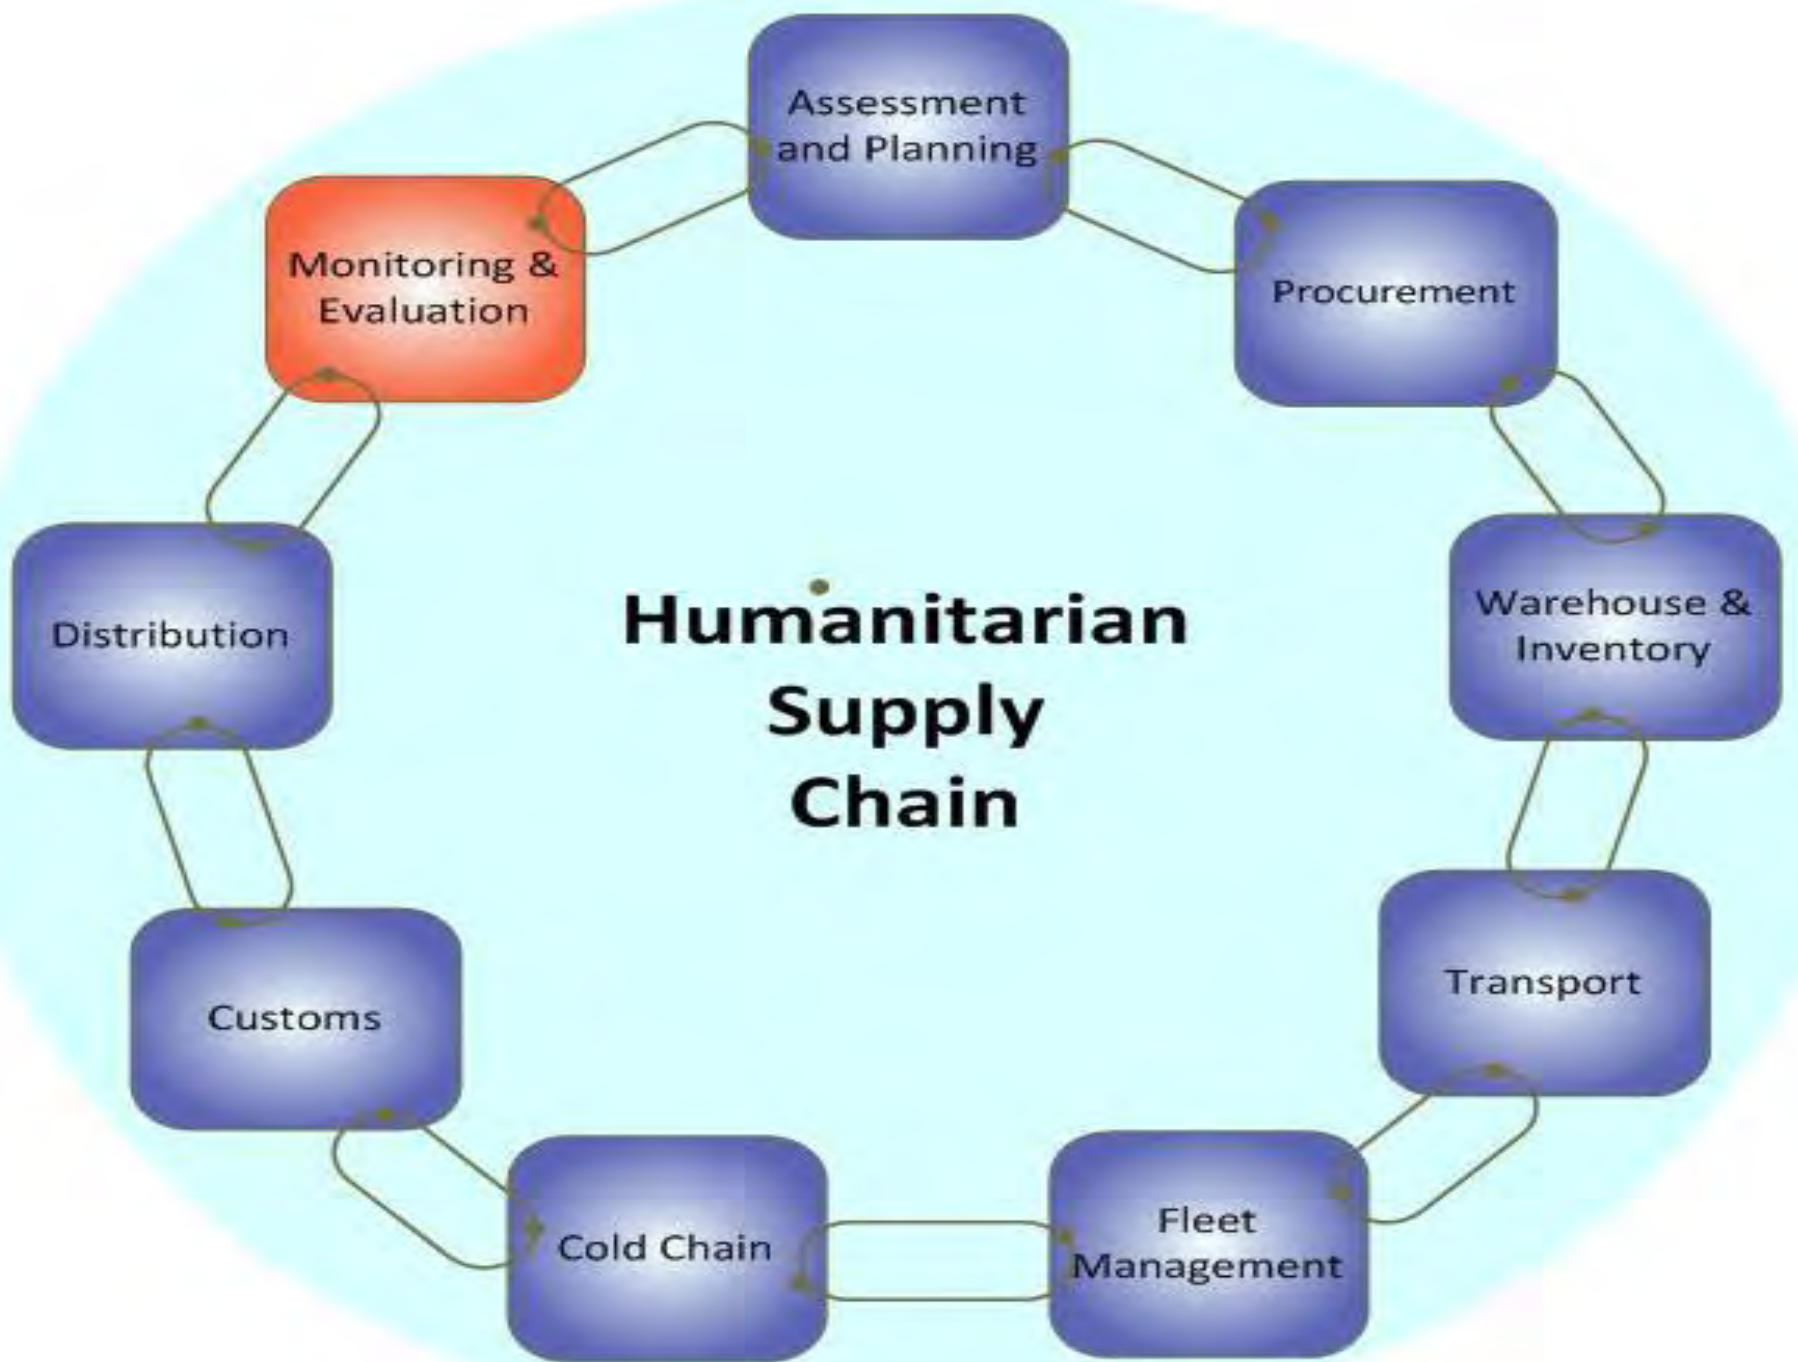 Assessment
and Planning
Monitoring &
Evaluation
Procurement
Distribution
Humanitarian
Supply
Chain
Warehouse &
Inventory
Customs
Transport
Cold Chain
Fleet
Management